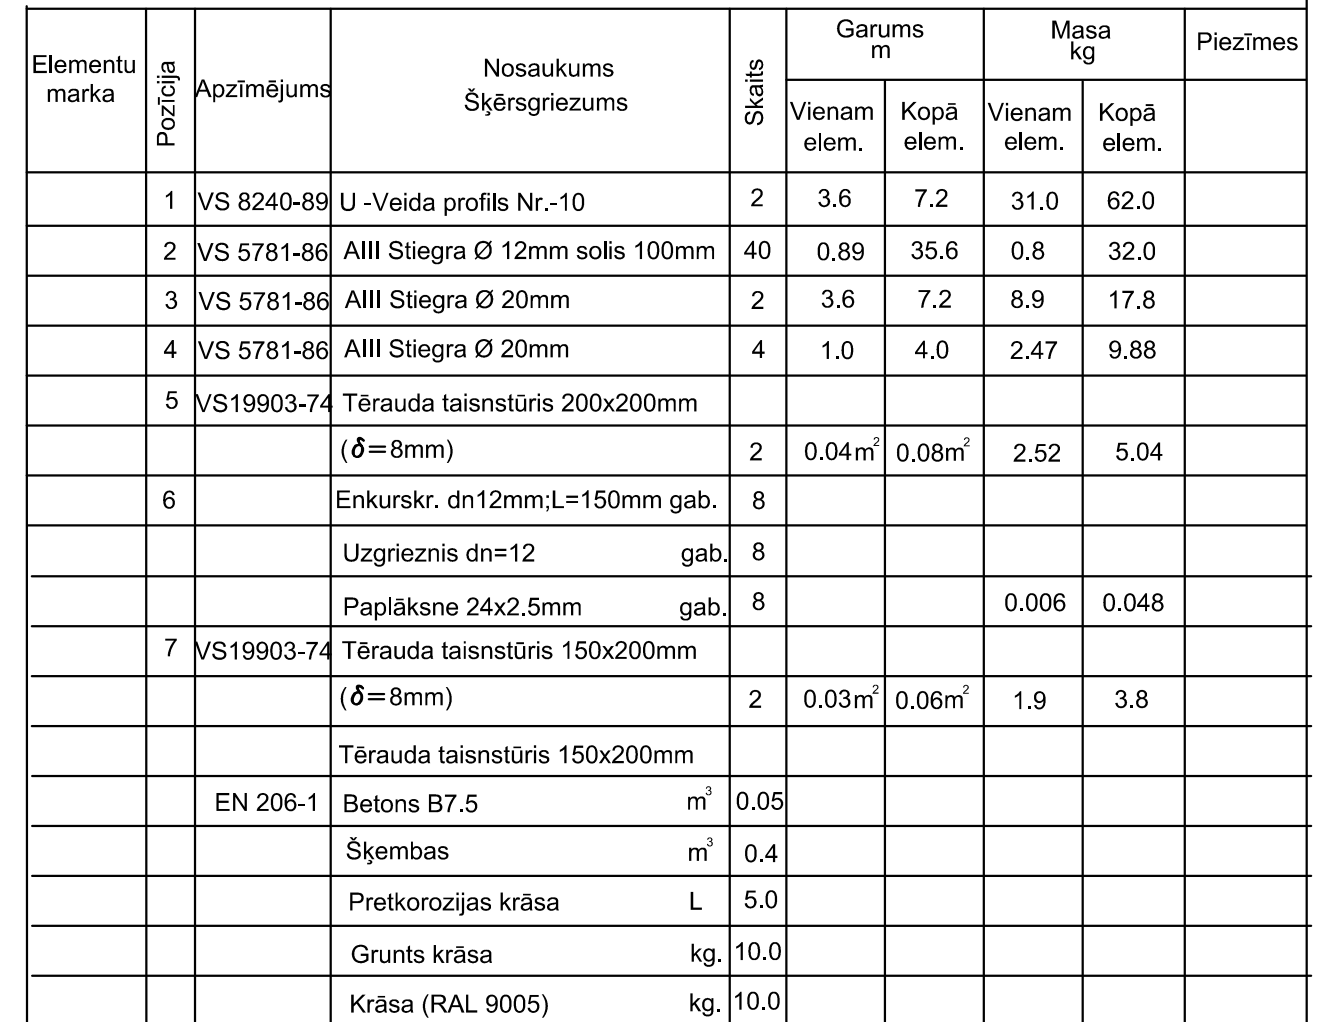 Elementu marka Pozīcija Apzīmējums Nosaukums Šķērsgriezums Skaits Garums m Masa kg Piezīmes
Vienam elem. Kopā elem. Vienam elem. Kopā elem.
1 VS 8240-89 U -Veida profils Nr.-10 2 3.6 7.2 31.0 62.0
2 VS 5781-86 AIII Stiegra Ø 12mm solis 100mm 40 0.89 35.6 0.8 32.0
3 VS 5781-86 AIII Stiegra Ø 20mm 2 3.6 7.2 8.9 17.8
4 VS 5781-86 AIII Stiegra Ø 20mm 4 1.0 4.0 2.47 9.88
5 VS19903-74 Tērauda taisnstūris 200x200mm
(δ=8mm) 2 0.04m² 0.08m² 2.52 5.04
6 Enkurskr. dn12mm;L=150mm gab. 8
Uzgrieznis dn=12 gab. 8
Paplāksne 24x2.5mm gab. 8 0.006 0.048
7 VS19903-74 Tērauda taisnstūris 150x200mm
(δ=8mm) 2 0.03m² 0.06m² 1.9 3.8
Tērauda taisnstūris 150x200mm
EN 206-1 Betons B7.5 m³ 0.05
Šķembas m³ 0.4
Pretkorozijas krāsa L 5.0
Grunts krāsa kg. 10.0
Krāsa (RAL 9005) kg. 10.0